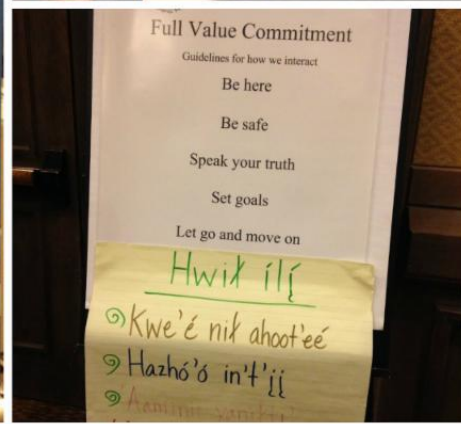 Full Value Commitment
Guidelines for how we interact
Be here
Be safe
Speak your truth
Set goals
Let go and move on
Hwił ílį́
Kwe'é nił ahoot'eé
Hazhó'ó in't'įį